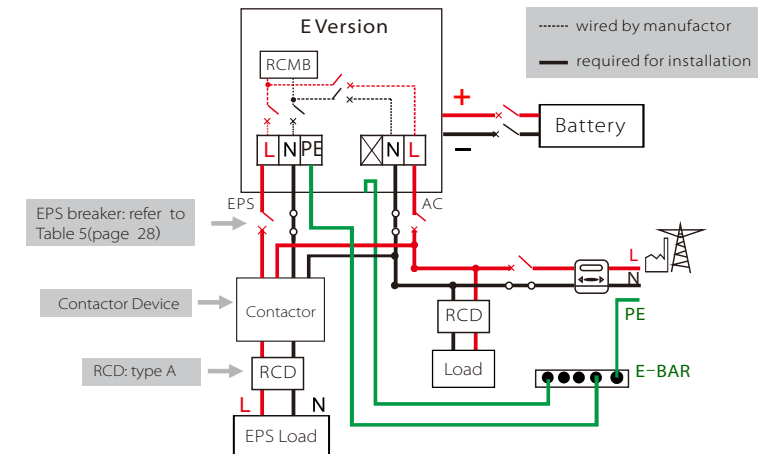 E Version
wired by manufactor
required for installation
RCMB
+
Battery
–
L N PE
N L
EPS
AC
EPS breaker: refer to
Table 5(page 28)
L
N
Contactor Device
Contactor
RCD
PE
RCD: type A
RCD
Load
E-BAR
L
N
EPS Load